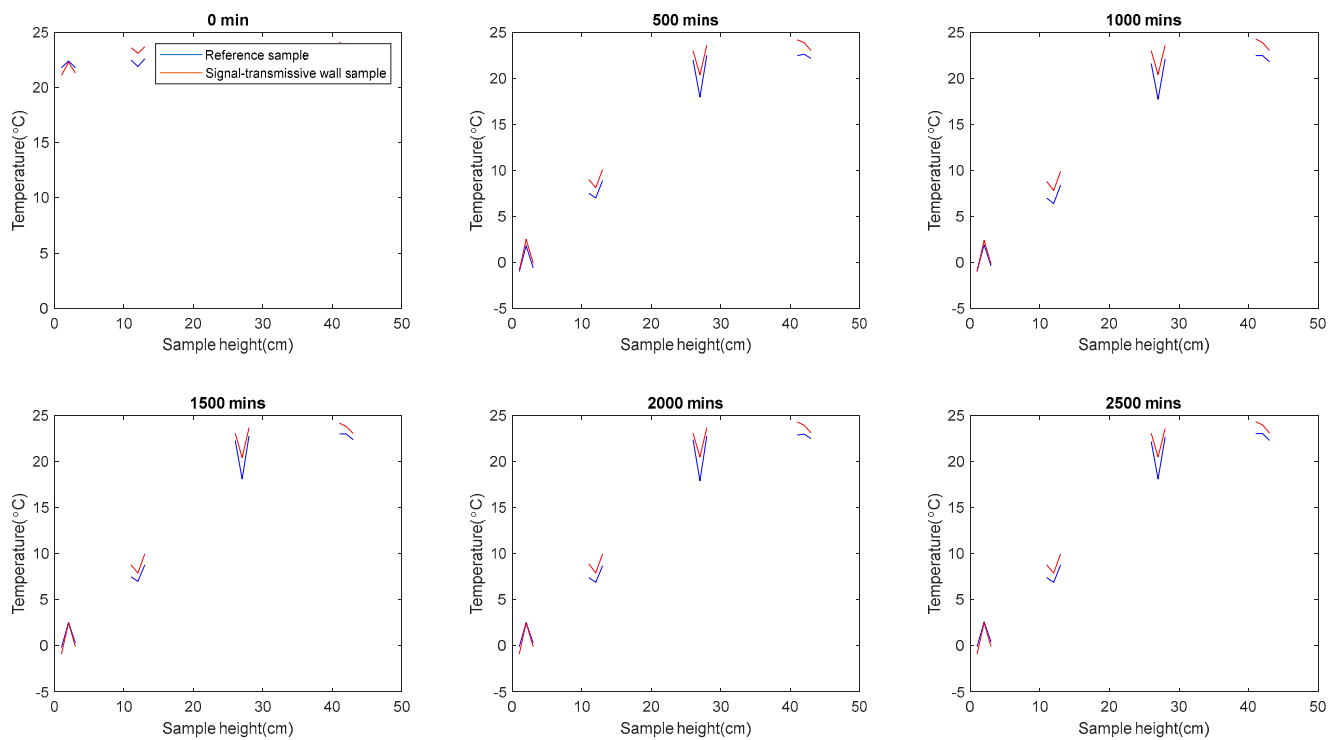 0 min
25
20
15
10
5
0
Temperature(°C)
0 10 20 30 40 50
Sample height(cm)
Reference sample
Signal-transmissive wall sample
500 mins
25
20
15
10
5
0
-5
Temperature(°C)
0 10 20 30 40 50
Sample height(cm)
1000 mins
25
20
15
10
5
0
-5
Temperature(°C)
0 10 20 30 40 50
Sample height(cm)
1500 mins
25
20
15
10
5
0
-5
Temperature(°C)
0 10 20 30 40 50
Sample height(cm)
2000 mins
25
20
15
10
5
0
-5
Temperature(°C)
0 10 20 30 40 50
Sample height(cm)
2500 mins
25
20
15
10
5
0
-5
Temperature(°C)
0 10 20 30 40 50
Sample height(cm)